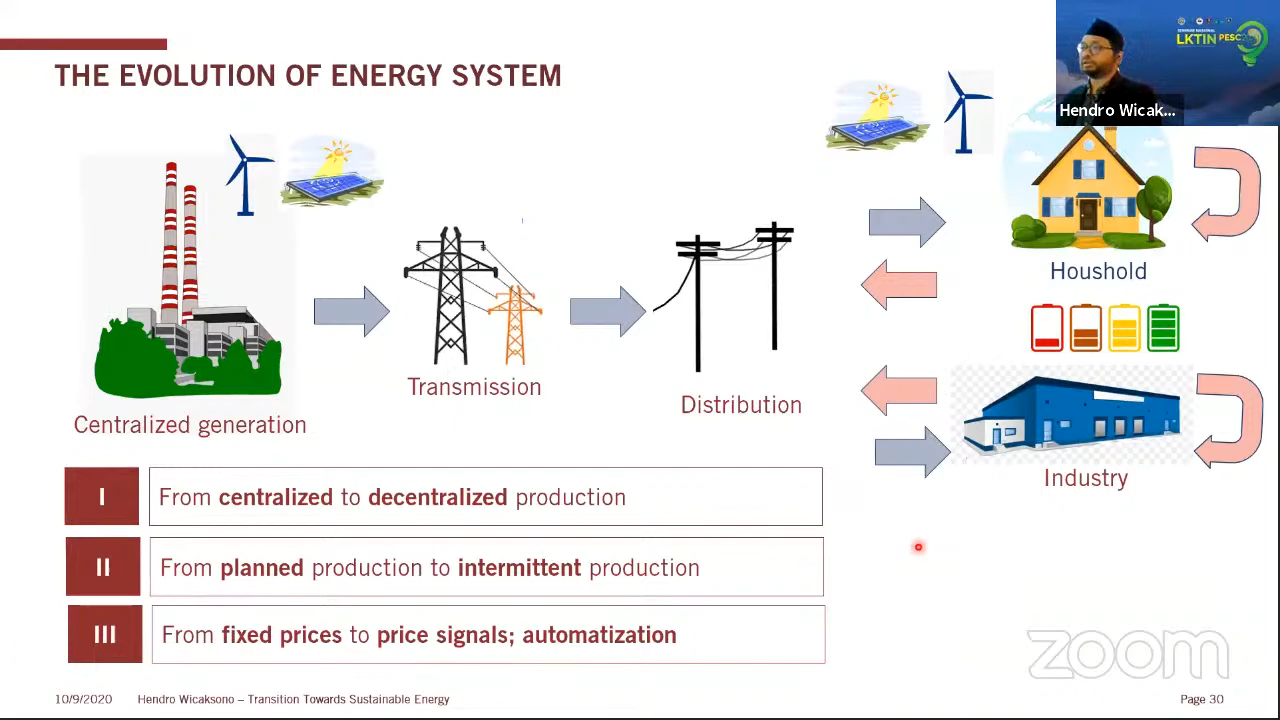 THE EVOLUTION OF ENERGY SYSTEM
LKTIN PESC
Hendro Wicak...
Houshold
Transmission
Distribution
Centralized generation
Industry
I From centralized to decentralized production
II From planned production to intermittent production
III From fixed prices to price signals; automatization
zoom
10/9/2020 Hendro Wicaksono – Transition Towards Sustainable Energy Page 30